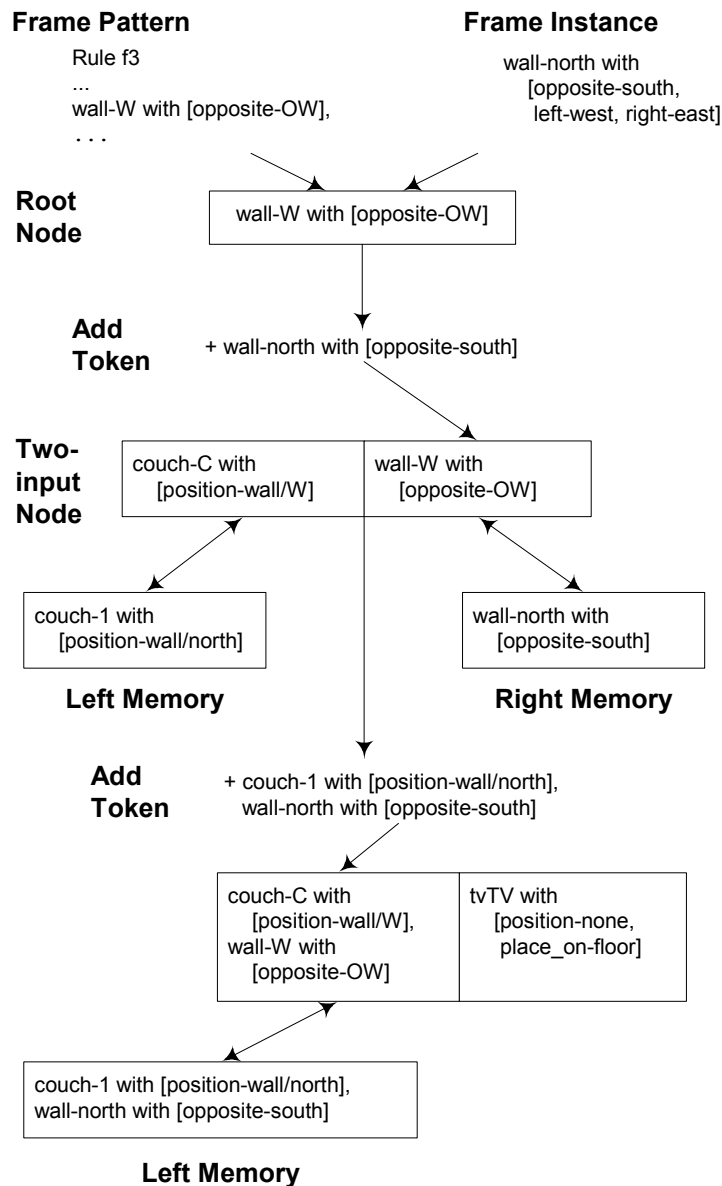 Frame Pattern
Frame Instance
Rule f3
...
wall-W with [opposite-OW],
. . .
wall-north with
[opposite-south,
left-west, right-east]
Root
Node
wall-W with [opposite-OW]
Add
Token
+ wall-north with [opposite-south]
Two-
input
Node
couch-C with
[position-wall/W]
wall-W with
[opposite-OW]
couch-1 with
[position-wall/north]
Left Memory
wall-north with
[opposite-south]
Right Memory
Add
Token
+ couch-1 with [position-wall/north],
wall-north with [opposite-south]
couch-C with
[position-wall/W],
wall-W with
[opposite-OW]
tvTV with
[position-none,
place_on-floor]
couch-1 with [position-wall/north],
wall-north with [opposite-south]
Left Memory